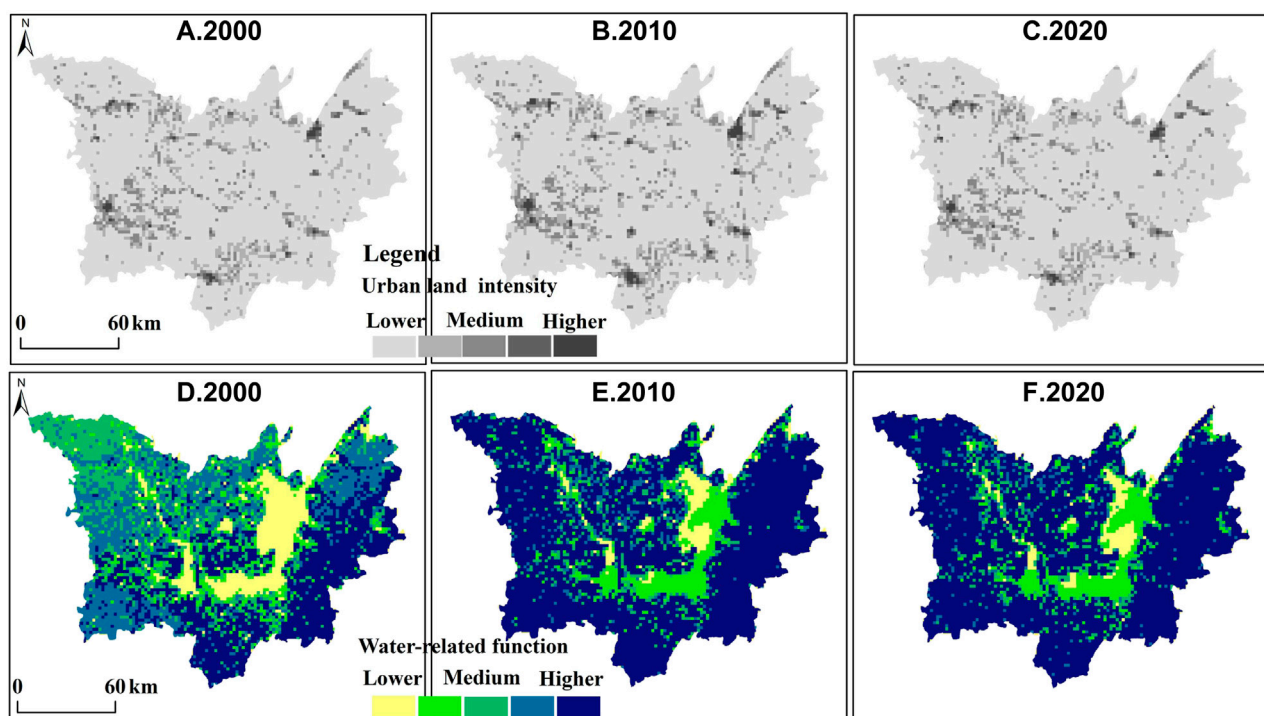 N
A.2000
B.2010
C.2020
Legend
Urban land intensity
0 60 km
Lower Medium Higher
N
D.2000
E.2010
F.2020
Water-related function
0 60 km
Lower Medium Higher